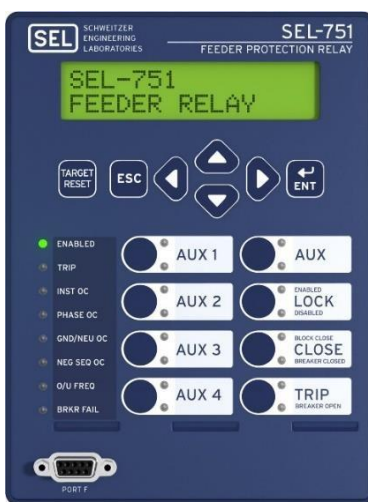 SEL
SCHWEITZER
ENGINEERING
LABORATORIES
SEL-751
FEEDER PROTECTION RELAY
SEL-751
FEEDER RELAY
TARGET
RESET
ESC
ENT
ENABLED
TRIP
INST OC
PHASE OC
GND/NEU OC
NEG SEQ OC
O/U FREQ
BRKR FAIL
AUX 1
AUX 2
AUX 3
AUX 4
AUX
ENABLED
LOCK
DISABLED
BLOCK CLOSE
CLOSE
BREAKER CLOSED
TRIP
BREAKER OPEN
PORT F